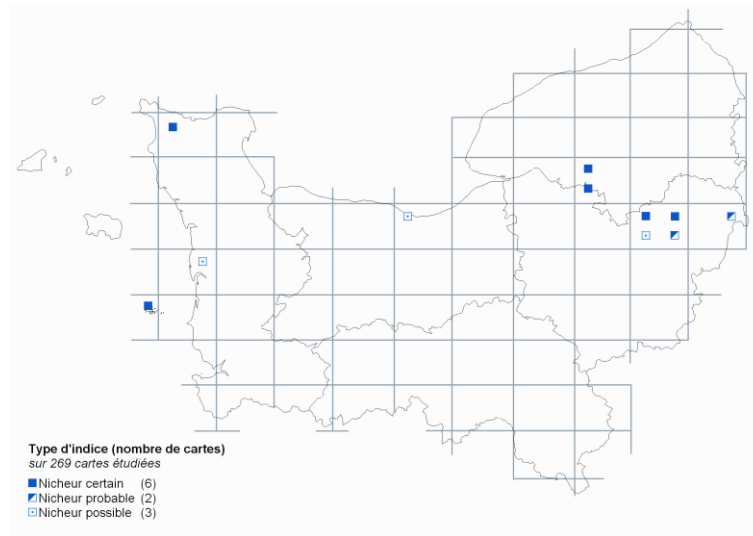 Type d'indice (nombre de cartes)
sur 269 cartes étudiées
Nicheur certain (6)
Nicheur probable (2)
Nicheur possible (3)